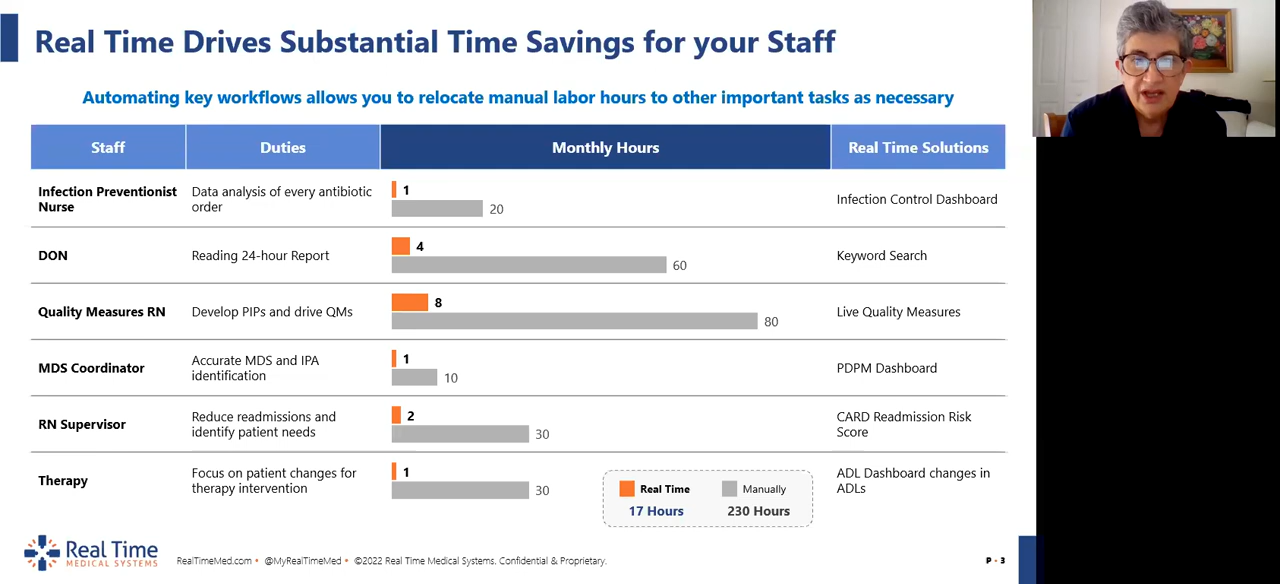 Real Time Drives Substantial Time Savings for your Staff
Automating key workflows allows you to relocate manual labor hours to other important tasks as necessary
Staff Duties Monthly Hours Real Time Solutions
Infection Preventionist
Nurse
Data analysis of every antibiotic
order
1
20
Infection Control Dashboard
DON
Reading 24-hour Report
4
60
Keyword Search
Quality Measures RN
Develop PIPs and drive QMs
8
80
Live Quality Measures
MDS Coordinator
Accurate MDS and IPA
identification
1
10
PDPM Dashboard
RN Supervisor
Reduce readmissions and
identify patient needs
2
30
CARD Readmission Risk
Score
Therapy
Focus on patient changes for
therapy intervention
1
30
ADL Dashboard changes in
ADLs
Real Time Manually
17 Hours 230 Hours
Real Time
MEDICAL SYSTEMS
RealTimeMed.com • @MyRealTimeMed • ©2022 Real Time Medical Systems. Confidential & Proprietary.
P - 3